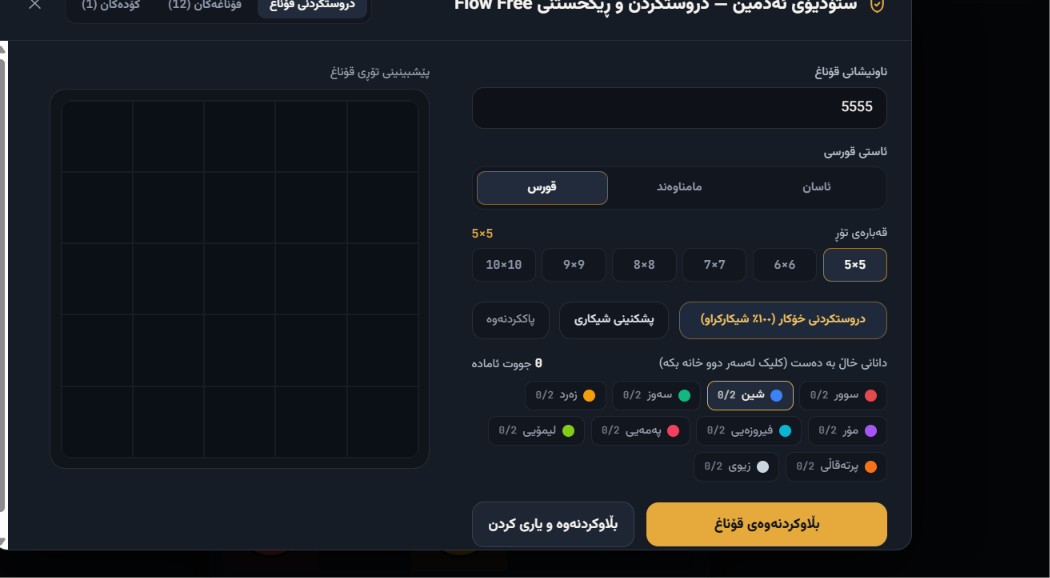 ستۆدیۆی ئەدمین — دروستکردن و ڕێکخستنی Flow Free
دروستکردنی قۆناغ
قۆناغەکان (12)
کۆدەکان (1)
ناونیشانی قۆناغ
5555
ئاستی قورسی
ئاسان
مامناوەند
قورس
قەبارەی تۆڕ
5×5
5×5
6×6
7×7
8×8
9×9
10×10
دروستکردنی خۆکار (١٠٠٪ شیکارکراو)
پشکنینی شیکاری
پاککردنەوە
دانانی خاڵ بە دەست (کلیک لەسەر دوو خانە بکە)
0 جووت ئامادە
سوور 0/2
شین 0/2
سەوز 0/2
زەرد 0/2
مۆر 0/2
فیروزەیی 0/2
پەمەیی 0/2
لیمۆیی 0/2
پرتەقاڵی 0/2
زیوی 0/2
بڵاوکردنەوەی قۆناغ
بڵاوکردنەوە و یاری کردن
پێشبینینی تۆڕی قۆناغ